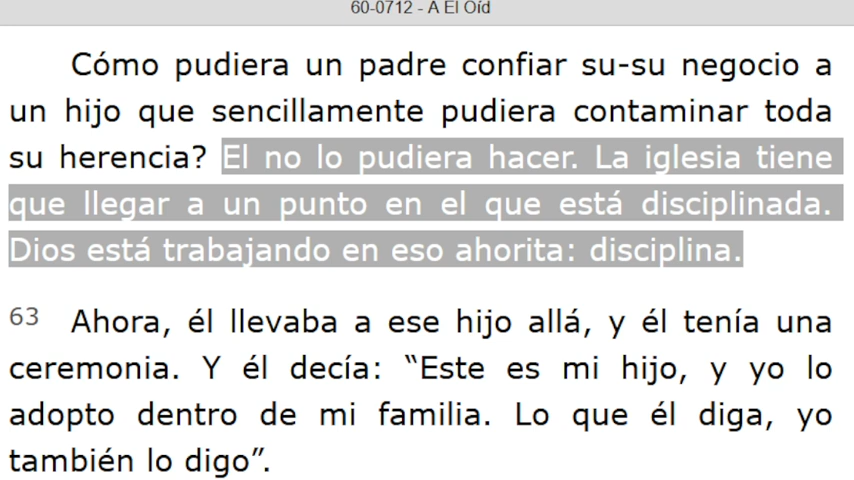 60-0712 - A El Oíd
Cómo pudiera un padre confiar su-su negocio a
un hijo que sencillamente pudiera contaminar toda
su herencia? El no lo pudiera hacer. La iglesia tiene
que llegar a un punto en el que está disciplinada.
Dios está trabajando en eso ahorita: disciplina.
63 Ahora, él llevaba a ese hijo allá, y él tenía una
ceremonia. Y él decía: “Este es mi hijo, y yo lo
adopto dentro de mi familia. Lo que él diga, yo
también lo digo”.